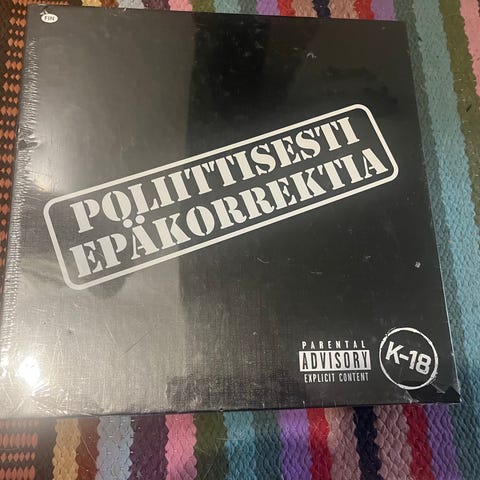 FIN
POLIITTISESTI
EPÄKORREKTIA
PARENTAL
ADVISORY
EXPLICIT CONTENT
K-18